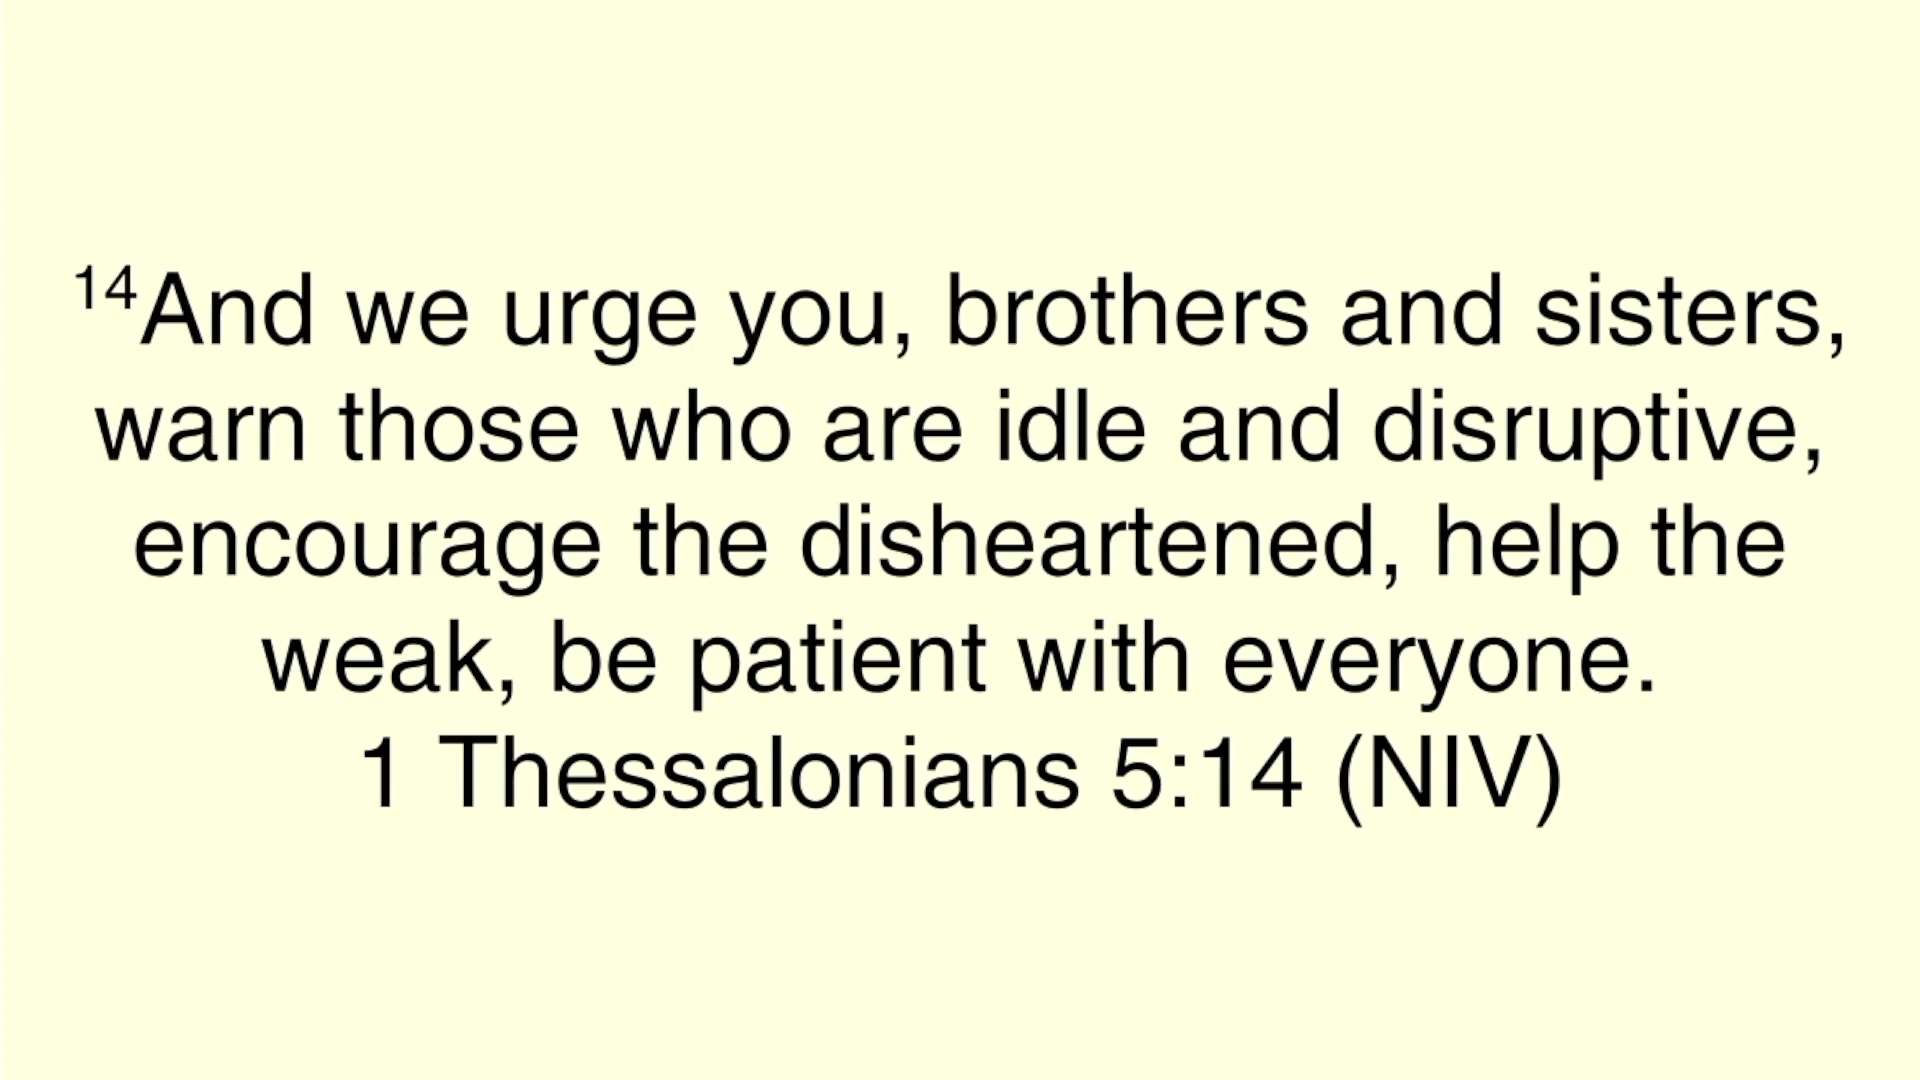 14And we urge you, brothers and sisters,
warn those who are idle and disruptive,
encourage the disheartened, help the
weak, be patient with everyone.
1 Thessalonians 5:14 (NIV)